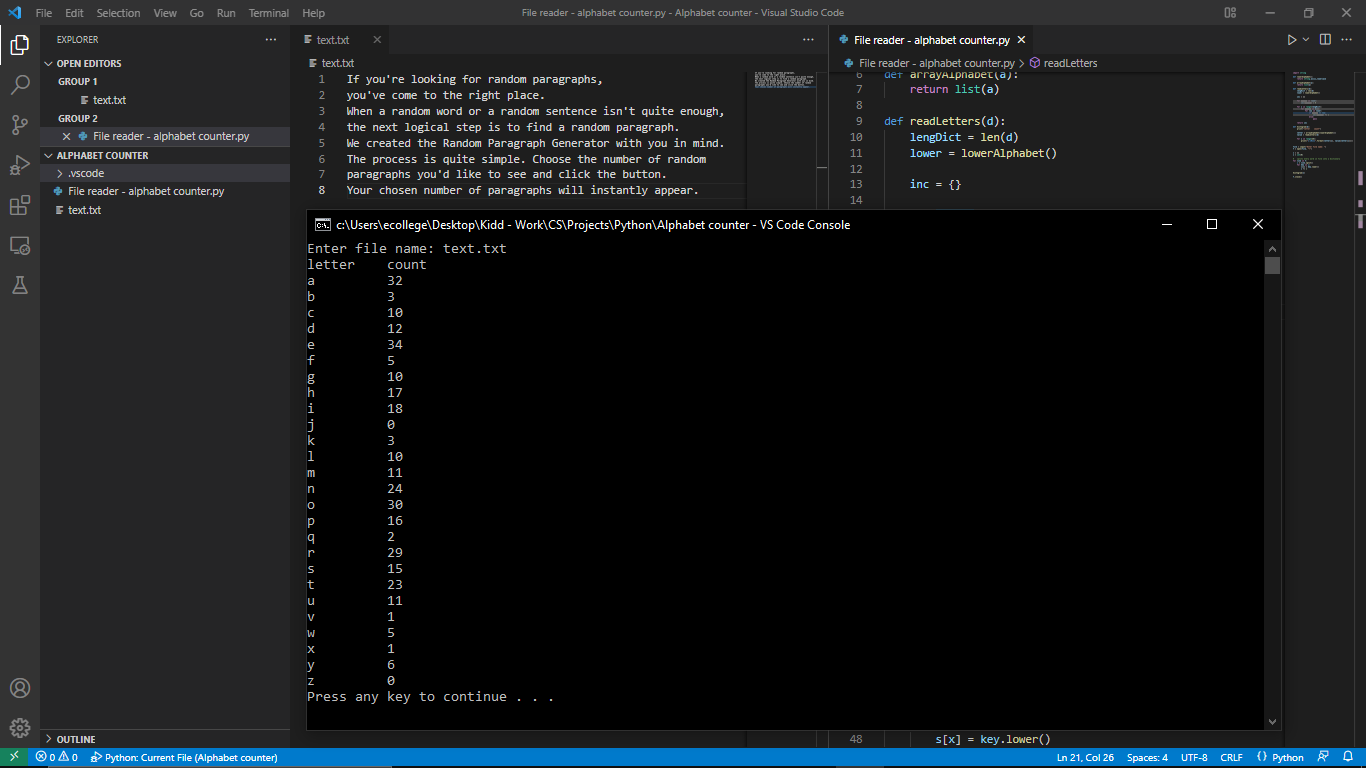 File Edit Selection View Go Run Terminal Help
File reader - alphabet counter.py - Alphabet counter - Visual Studio Code
EXPLORER
OPEN EDITORS
GROUP 1
text.txt
GROUP 2
File reader - alphabet counter.py
ALPHABET COUNTER
.vscode
File reader - alphabet counter.py
text.txt
OUTLINE
text.txt
text.txt
1 If you're looking for random paragraphs,
2 you've come to the right place.
3 When a random word or a random sentence isn't quite enough,
4 the next logical step is to find a random paragraph.
5 We created the Random Paragraph Generator with you in mind.
6 The process is quite simple. Choose the number of random
7 paragraphs you'd like to see and click the button.
8 Your chosen number of paragraphs will instantly appear.
File reader - alphabet counter.py
File reader - alphabet counter.py > readLetters
6 def arrayAlphabet(a):
7 return list(a)
8
9 def readLetters(d):
10 lengDict = len(d)
11 lower = lowerAlphabet()
12
13 inc = {}
14
c:\Users\ecollege\Desktop\Kidd - Work\CS\Projects\Python\Alphabet counter - VS Code Console
Enter file name: text.txt
letter count
a 32
b 3
c 10
d 12
e 34
f 5
g 10
h 17
i 18
j 0
k 3
l 10
m 11
n 24
o 30
p 16
q 2
r 29
s 15
t 23
u 11
v 1
w 5
x 1
y 6
z 0
Press any key to continue . . .
48 s[x] = key.lower()
0 0 Python: Current File (Alphabet counter)
Ln 21, Col 26 Spaces: 4 UTF-8 CRLF Python